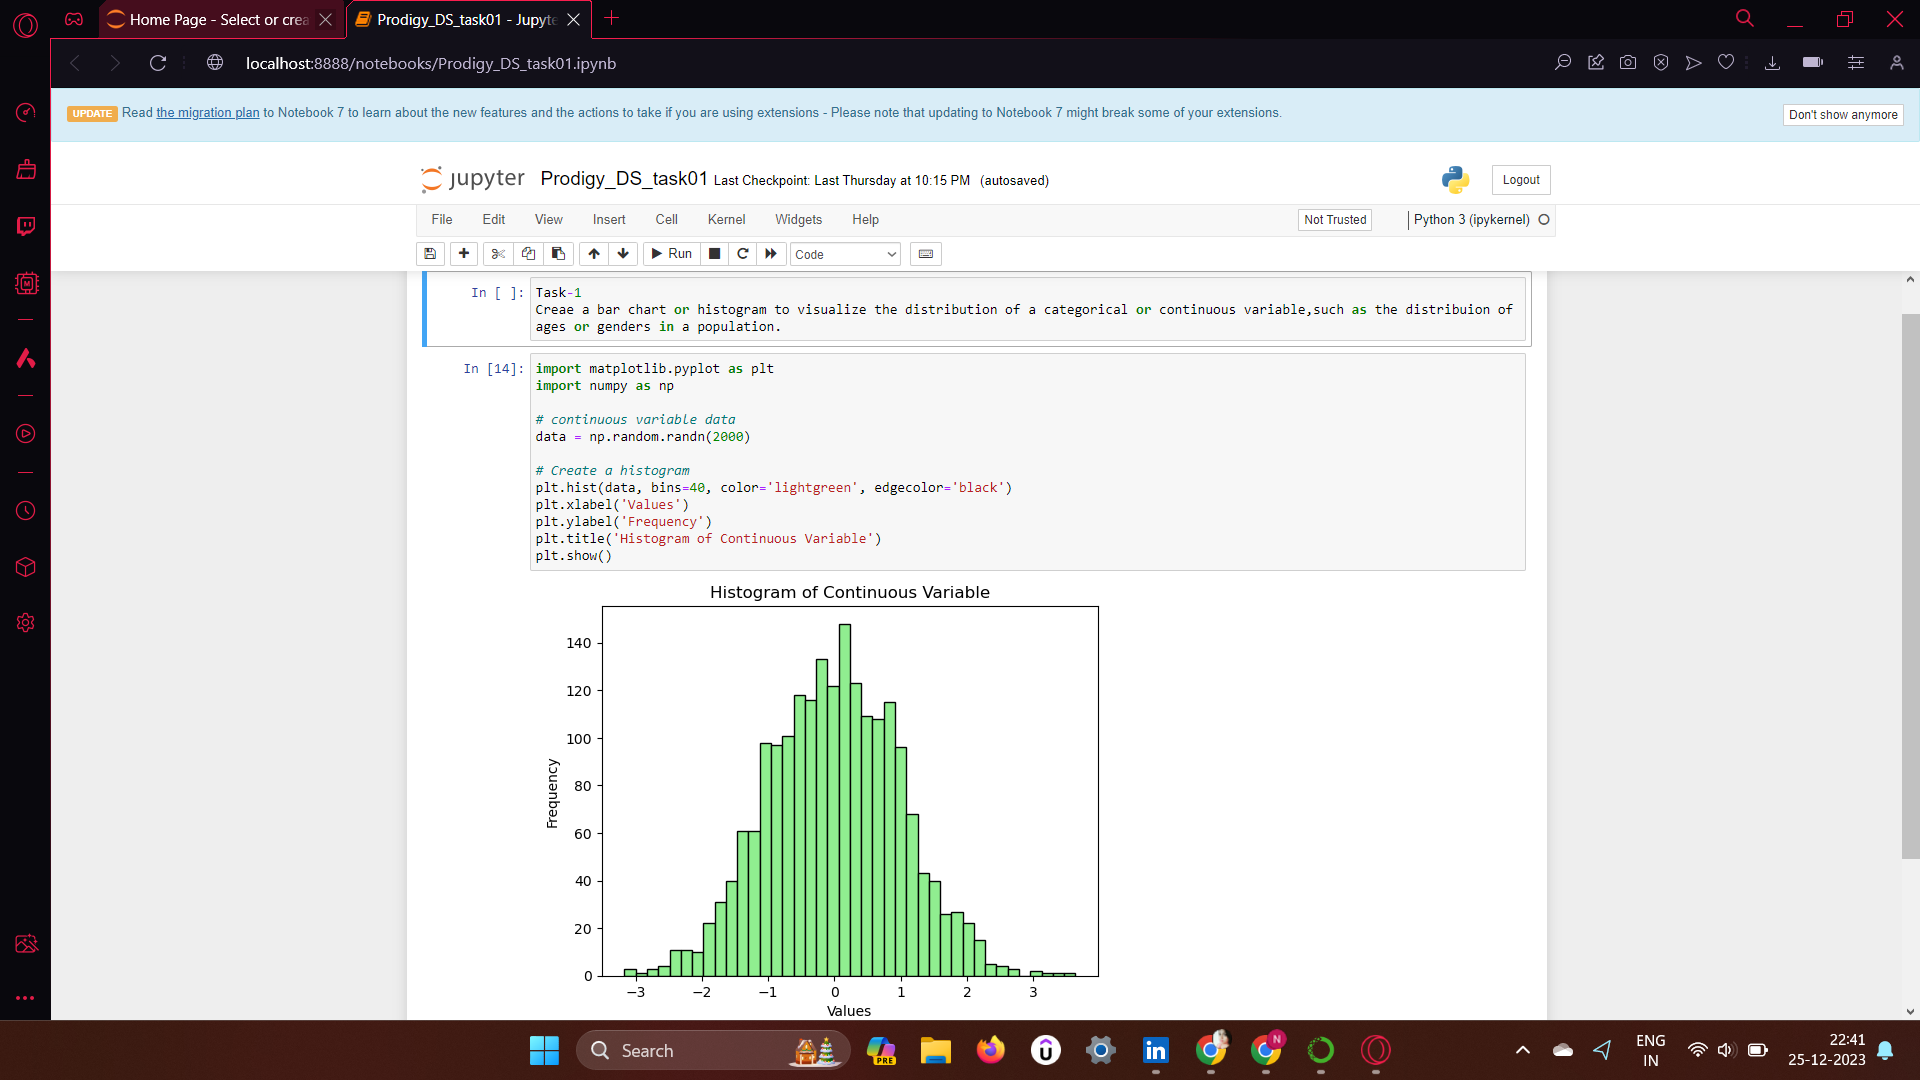 Home Page - Select or crea
Prodigy_DS_task01 - Jupyte
localhost:8888/notebooks/Prodigy_DS_task01.ipynb
UPDATE Read the migration plan to Notebook 7 to learn about the new features and the actions to take if you are using extensions - Please note that updating to Notebook 7 might break some of your extensions.
Don't show anymore
jupyter Prodigy_DS_task01 Last Checkpoint: Last Thursday at 10:15 PM (autosaved)
Logout
File Edit View Insert Cell Kernel Widgets Help
Not Trusted
Python 3 (ipykernel)
Run
Code
In [ ]: Task-1
Creae a bar chart or histogram to visualize the distribution of a categorical or continuous variable,such as the distribuion of
ages or genders in a population.
In [14]: import matplotlib.pyplot as plt
import numpy as np
# continuous variable data
data = np.random.randn(2000)
# Create a histogram
plt.hist(data, bins=40, color='lightgreen', edgecolor='black')
plt.xlabel('Values')
plt.ylabel('Frequency')
plt.title('Histogram of Continuous Variable')
plt.show()
Histogram of Continuous Variable
140
120
100
80
60
40
20
0
Frequency
−3 −2 −1 0 1 2 3
Values
Search
PRE
N
ENG
IN
22:41
25-12-2023